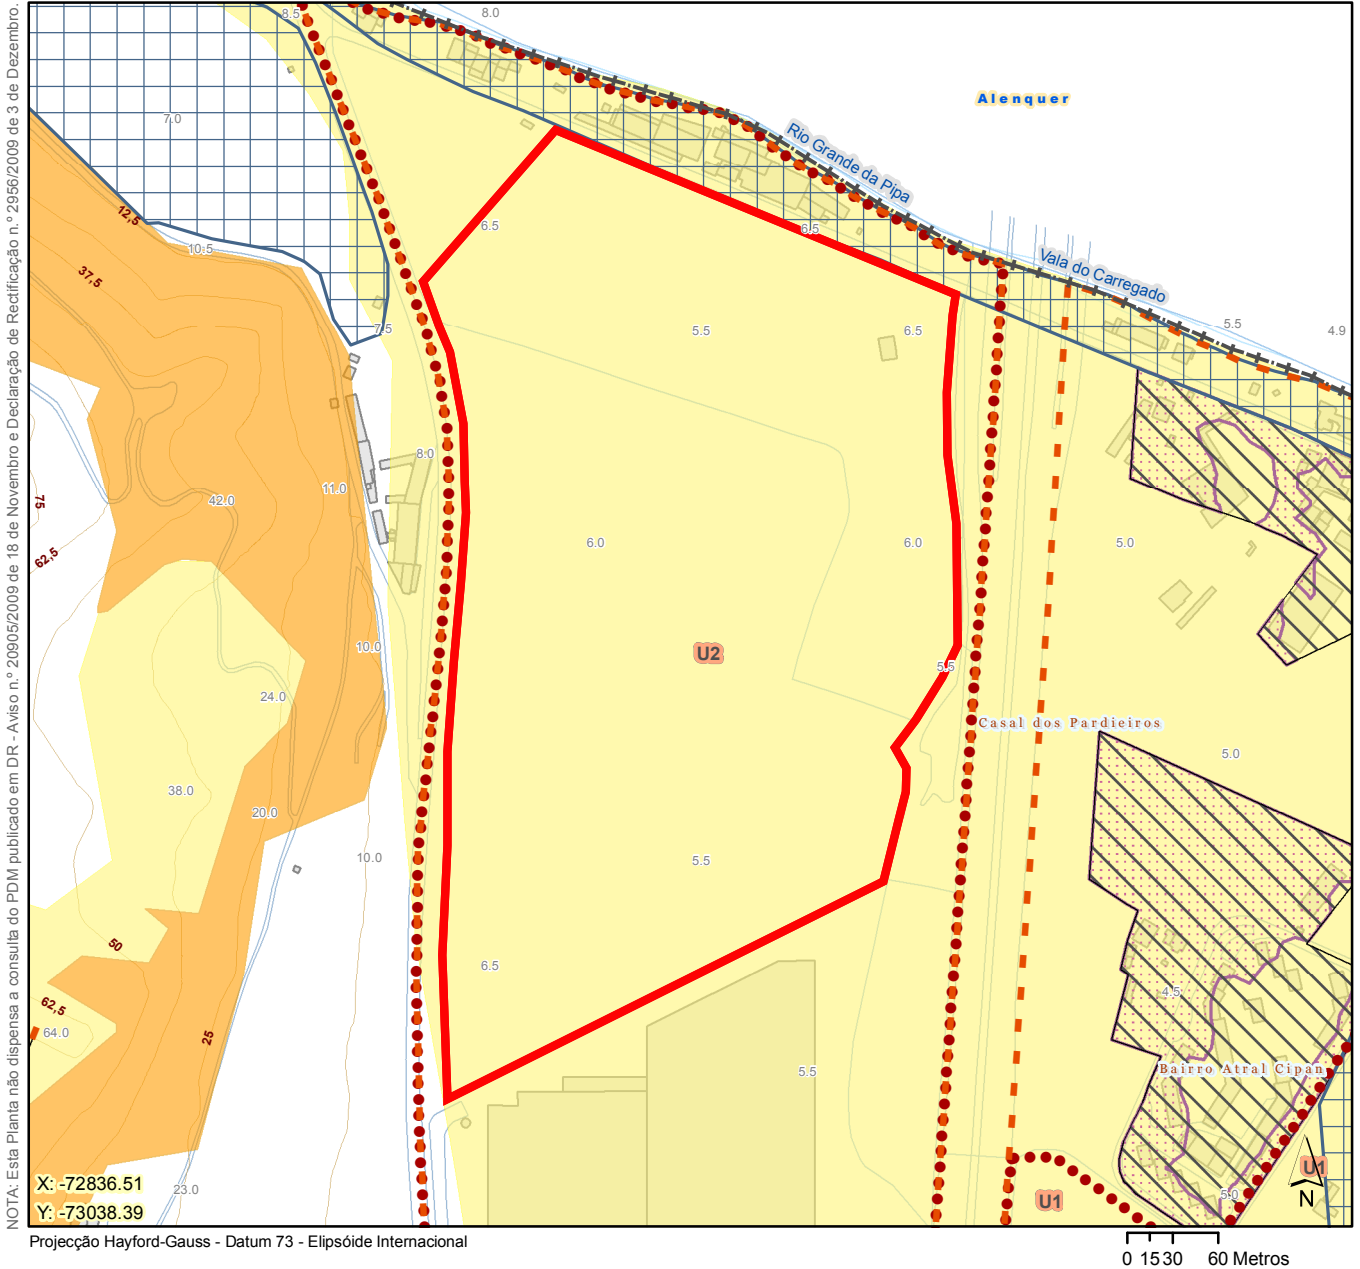 NOTA: Esta Planta não dispensa a consulta do PDM publicado em DR - Aviso n.º 20905/2009 de 18 de Novembro e Declaração de Rectificação n.º 2956/2009 de 3 de Dezembro.
8.5
8.0
Alenquer
7.0
Rio Grande da Pipa
12,5
10.5
6.5
6.5
37,5
Vala do Carregado
7.5
5.5
6.5
5.5
4.9
8.0
11.0
42.0
75
62,5
6.0
6.0
5.0
10.0
U2
5.5
24.0
Casal dos Pardieiros
5.0
38.0
20.0
10.0
5.5
50
6.5
4.5
62,5
64.0
25
5.5
Bairro Atral Cipan
U1
X: -72836.51
23.0
5.0
U1
N
Y: -73038.39
Projecção Hayford-Gauss - Datum 73 - Elipsóide Internacional
0 15 30 60 Metros